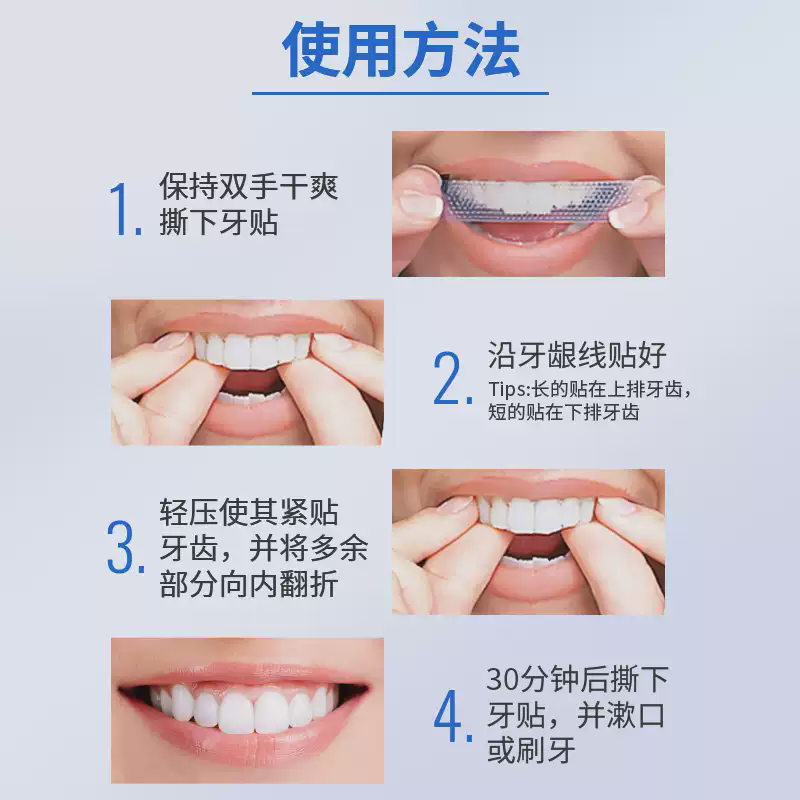 使用方法
1. 保持双手干爽
撕下牙贴
2. 沿牙龈线贴好
Tips:长的贴在上排牙齿，
短的贴在下排牙齿
3. 轻压使其紧贴
牙齿，并将多余
部分向内翻折
4. 30分钟后撕下
牙贴，并漱口
或刷牙